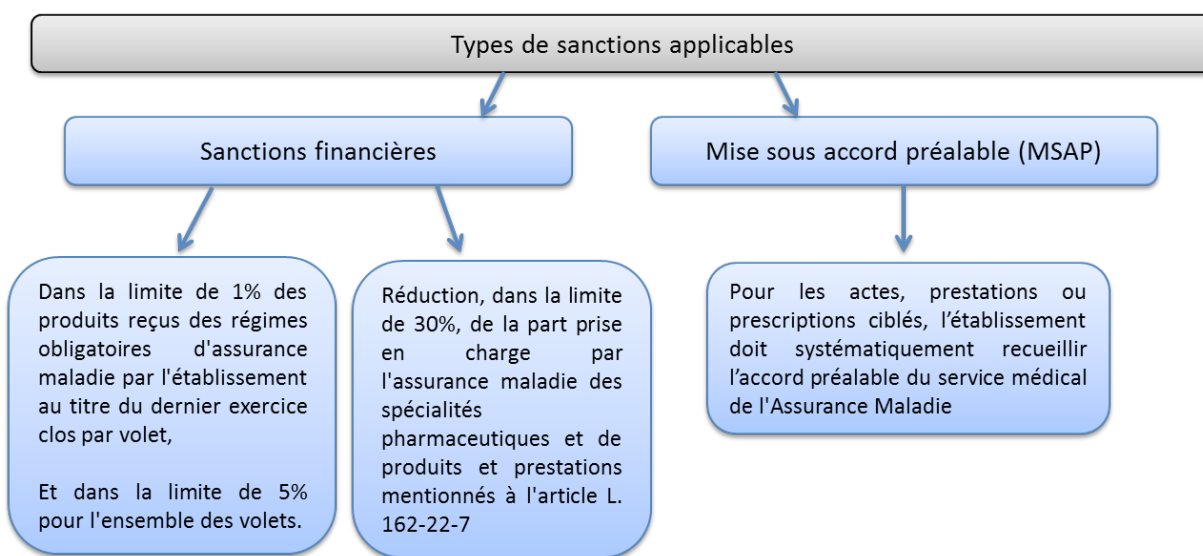 Types de sanctions applicables
Sanctions financières
Mise sous accord préalable (MSAP)
Dans la limite de 1% des
produits reçus des régimes
obligatoires d'assurance
maladie par l'établissement
au titre du dernier exercice
clos par volet,
Et dans la limite de 5%
pour l'ensemble des volets.
Réduction, dans la limite
de 30%, de la part prise
en charge par
l'assurance maladie des
spécialités
pharmaceutiques et de
produits et prestations
mentionnés à l'article L.
162-22-7
Pour les actes, prestations ou
prescriptions ciblés, l’établissement
doit systématiquement recueillir
l’accord préalable du service médical
de l'Assurance Maladie